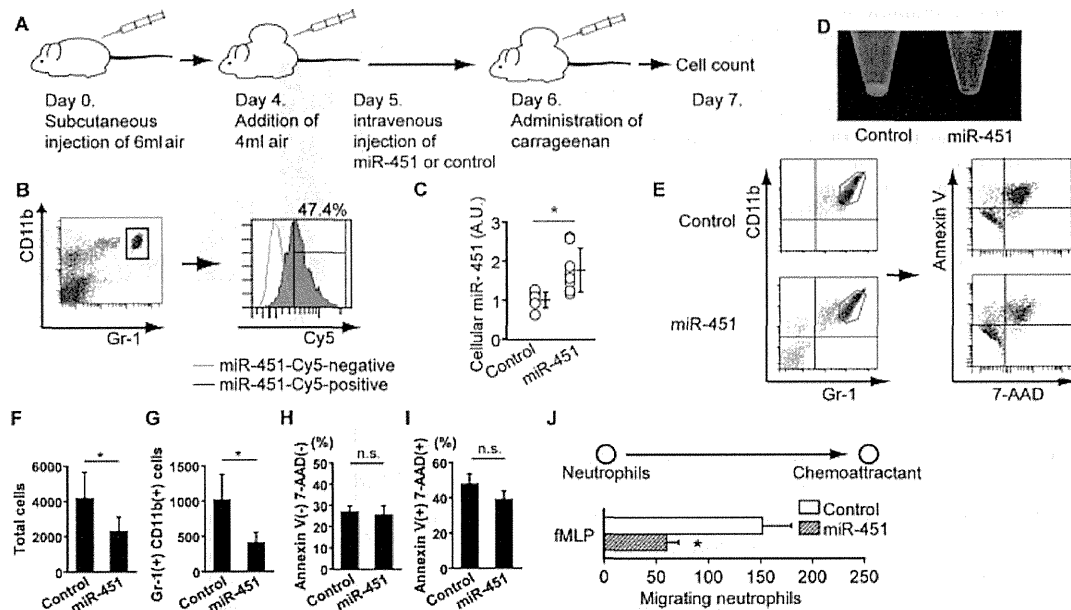 A
Day 0.
Subcutaneous
injection of 6ml air
Day 4.
Addition of
4ml air
Day 5.
intravenous
injection of
miR-451 or control
Day 6.
Administration of
carrageenan
Cell count
Day 7.
D
Control
miR-451
B
CD11b
Gr-1
47.4%
Cy5
miR-451-Cy5-negative
miR-451-Cy5-positive
C
Cellular miR-451 (A.U.)
3
2
1
0
*
Control
miR-451
E
Control
miR-451
CD11b
Gr-1
Annexin V
7-AAD
F
Total cells
6000
4000
2000
0
*
Control
miR-451
G
Gr-1(+) CD11b(+) cells
1500
1000
500
0
*
Control
miR-451
H
Annexin V(-) 7-AAD(-)
(%)
50
40
30
20
10
0
n.s.
Control
miR-451
I
Annexin V(+) 7-AAD(+)
(%)
60
40
20
0
n.s.
Control
miR-451
J
Neutrophils
Chemoattractant
Control
miR-451
fMLP
*
0
50
100
150
200
250
Migrating neutrophils